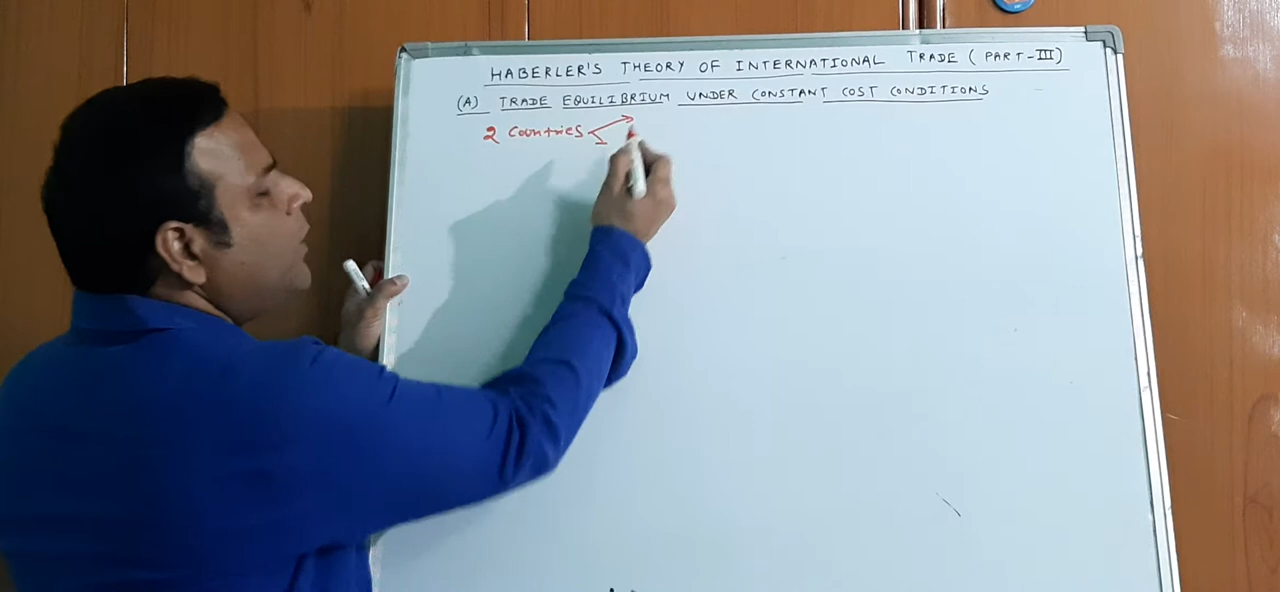 HABERLER'S THEORY OF INTERNATIONAL TRADE (PART-III)
(A) TRADE EQUILIBRIUM UNDER CONSTANT COST CONDITIONS
2 Countries